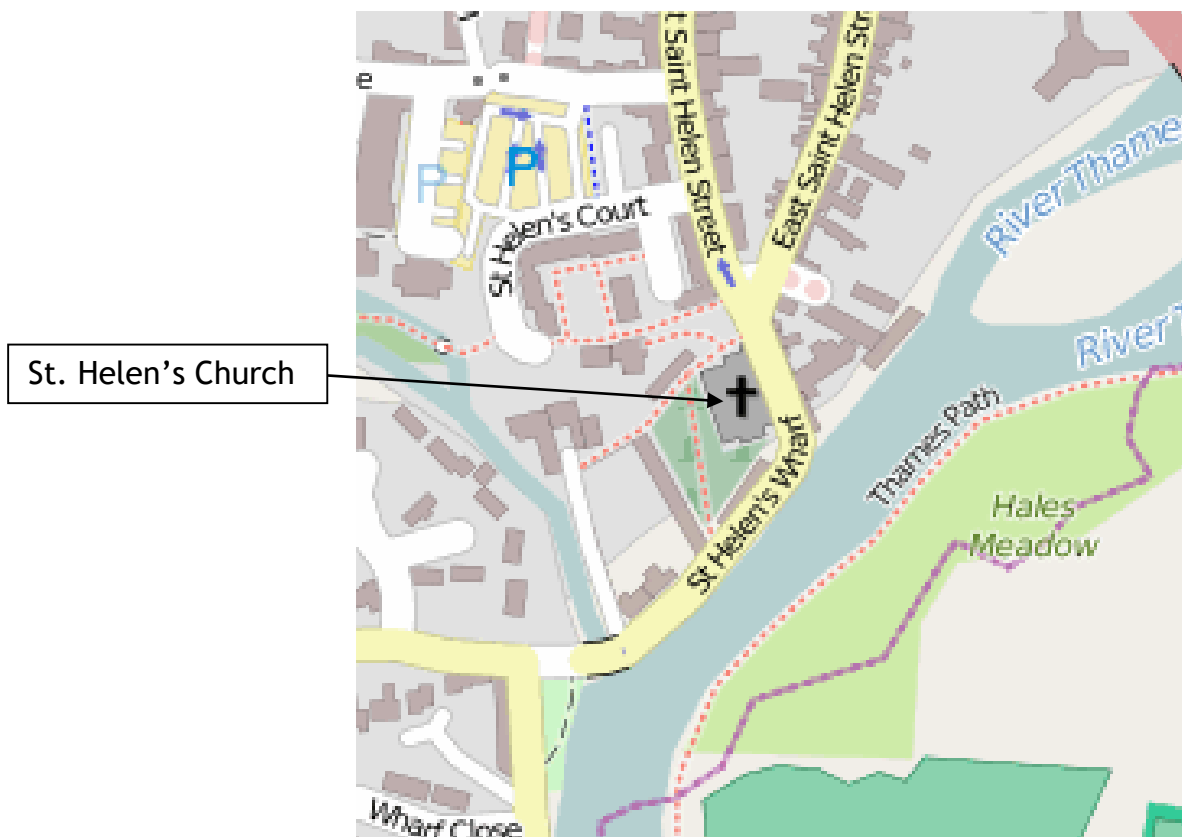 e
t Saint Helen Street
East Saint Helen Str
P
P
St Helen's Court
River Thame
River T
St. Helen’s Church
Thames Path
St Helen's Wharf
Hales
Meadow
Wharf Close